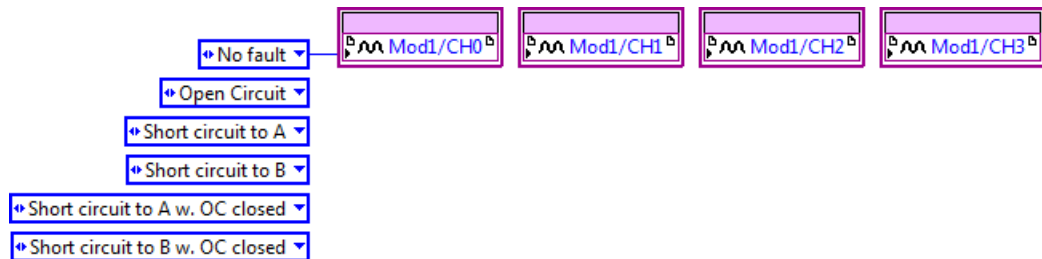 No fault Mod1/CH0 Mod1/CH1 Mod1/CH2 Mod1/CH3
Open Circuit
Short circuit to A
Short circuit to B
Short circuit to A w. OC closed
Short circuit to B w. OC closed